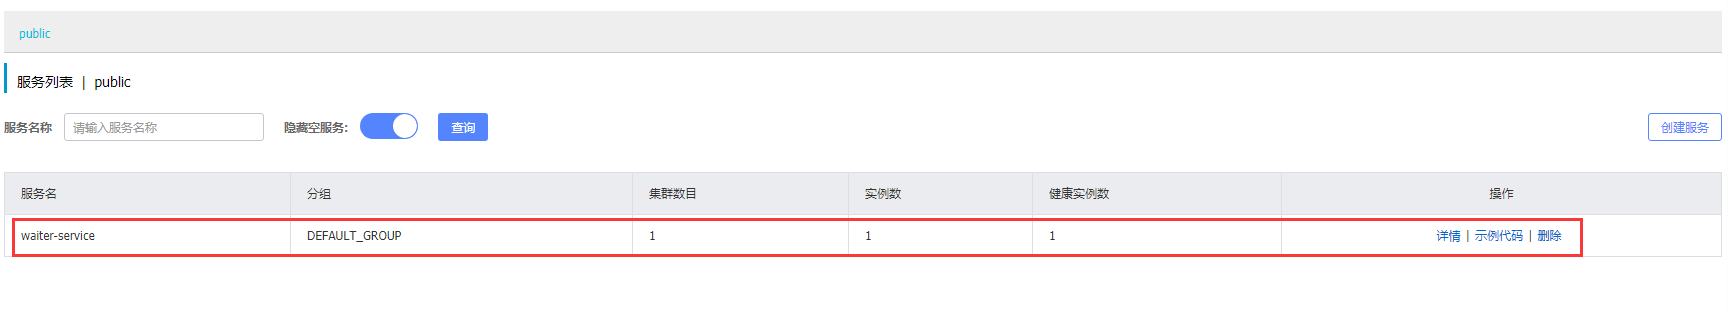 public
服务列表 | public
服务名称 请输入服务名称 隐藏空服务: 查询 创建服务
服务名 分组 集群数目 实例数 健康实例数 操作
waiter-service DEFAULT_GROUP 1 1 1 详情 | 示例代码 | 删除